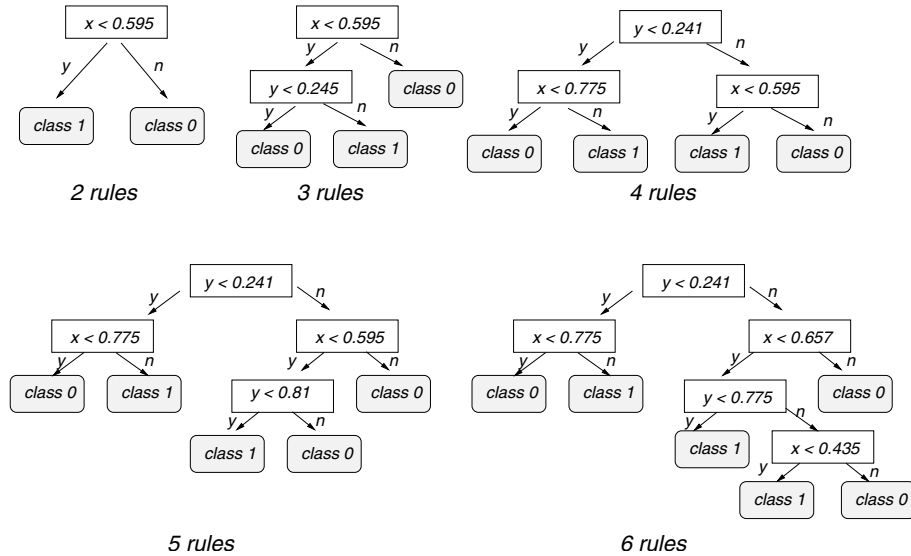 x < 0.595
y
n
class 1
class 0
2 rules
x < 0.595
y
n
y < 0.245
class 0
y
n
class 0
class 1
3 rules
y < 0.241
y
n
x < 0.775
x < 0.595
y
n
y
n
class 0
class 1
class 1
class 0
4 rules
y < 0.241
y
n
x < 0.775
x < 0.595
y
n
y
n
class 0
class 1
y < 0.81
class 0
y
n
class 1
class 0
5 rules
y < 0.241
y
n
x < 0.775
x < 0.657
y
n
y
n
class 0
class 1
y < 0.775
class 0
y
n
class 1
x < 0.435
y
n
class 1
class 0
6 rules